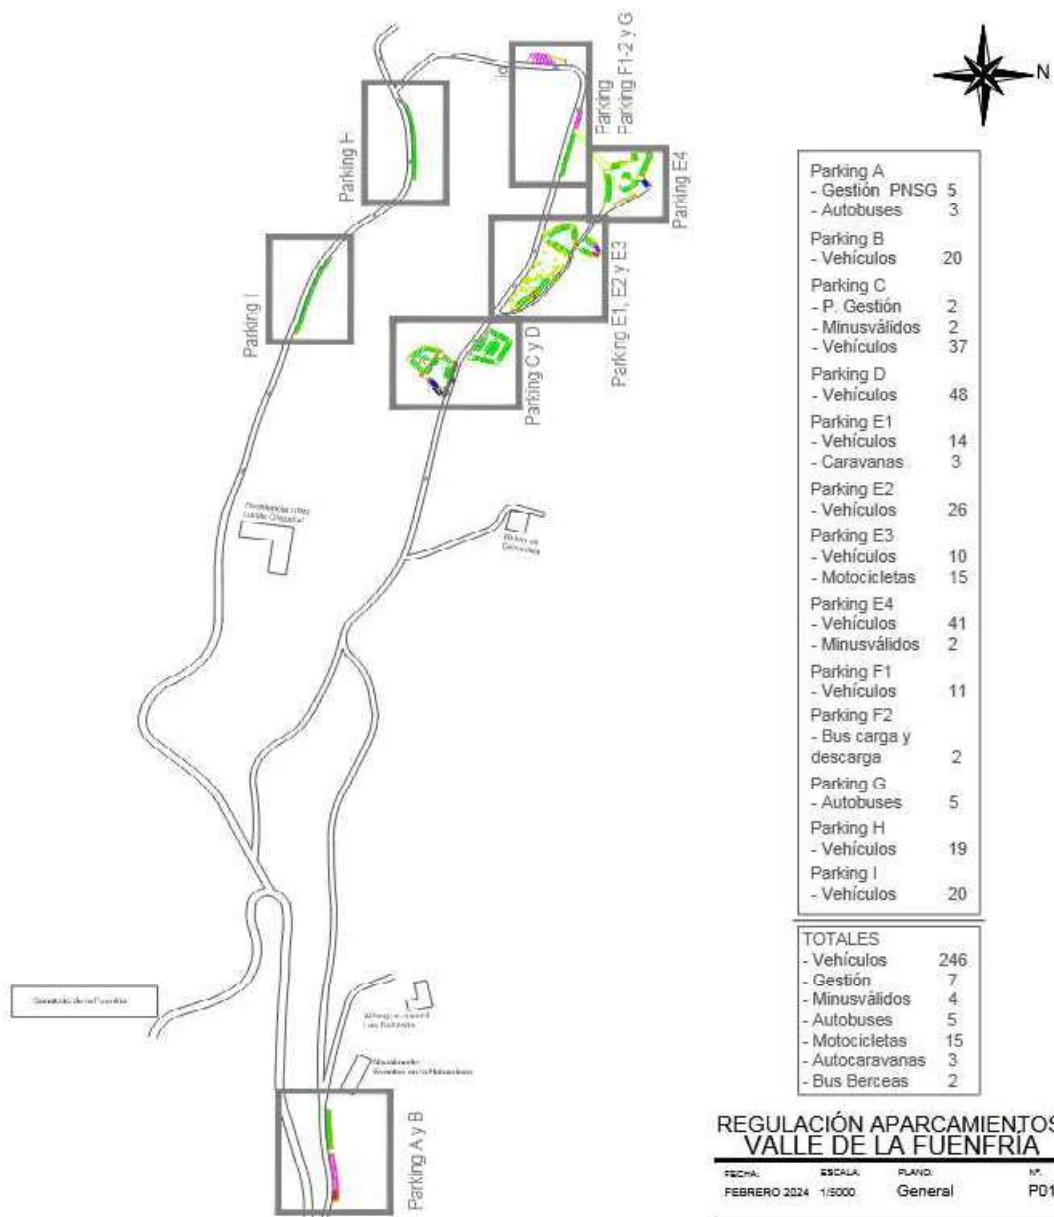 N
Parking
Parking F1-2 y G
Parking H
Parking E4
Parking I
Parking E1, E2 y E3
Parking C y D
Parking A y B
Parking A
- Gestión PNSG 5
- Autobuses 3
Parking B
- Vehículos 20
Parking C
- P. Gestión 2
- Minusválidos 2
- Vehículos 37
Parking D
- Vehículos 48
Parking E1
- Vehículos 14
- Caravanas 3
Parking E2
- Vehículos 26
Parking E3
- Vehículos 10
- Motocicletas 15
Parking E4
- Vehículos 41
- Minusválidos 2
Parking F1
- Vehículos 11
Parking F2
- Bus carga y
descarga 2
Parking G
- Autobuses 5
Parking H
- Vehículos 19
Parking I
- Vehículos 20
TOTALES
- Vehículos 246
- Gestión 7
- Minusválidos 4
- Autobuses 5
- Motocicletas 15
- Autocaravanas 3
- Bus Berceas 2
REGULACIÓN APARCAMIENTOS
VALLE DE LA FUENFRÍA
FECHA: ESCALA: PLANO: Nº:
FEBRERO 2024 1/5000 General P01